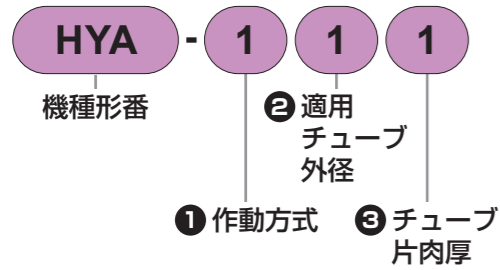 HYA - 1 1 1
機種形番
❷ 適用
チューブ
外径
❶ 作動方式
❸ チューブ
片肉厚